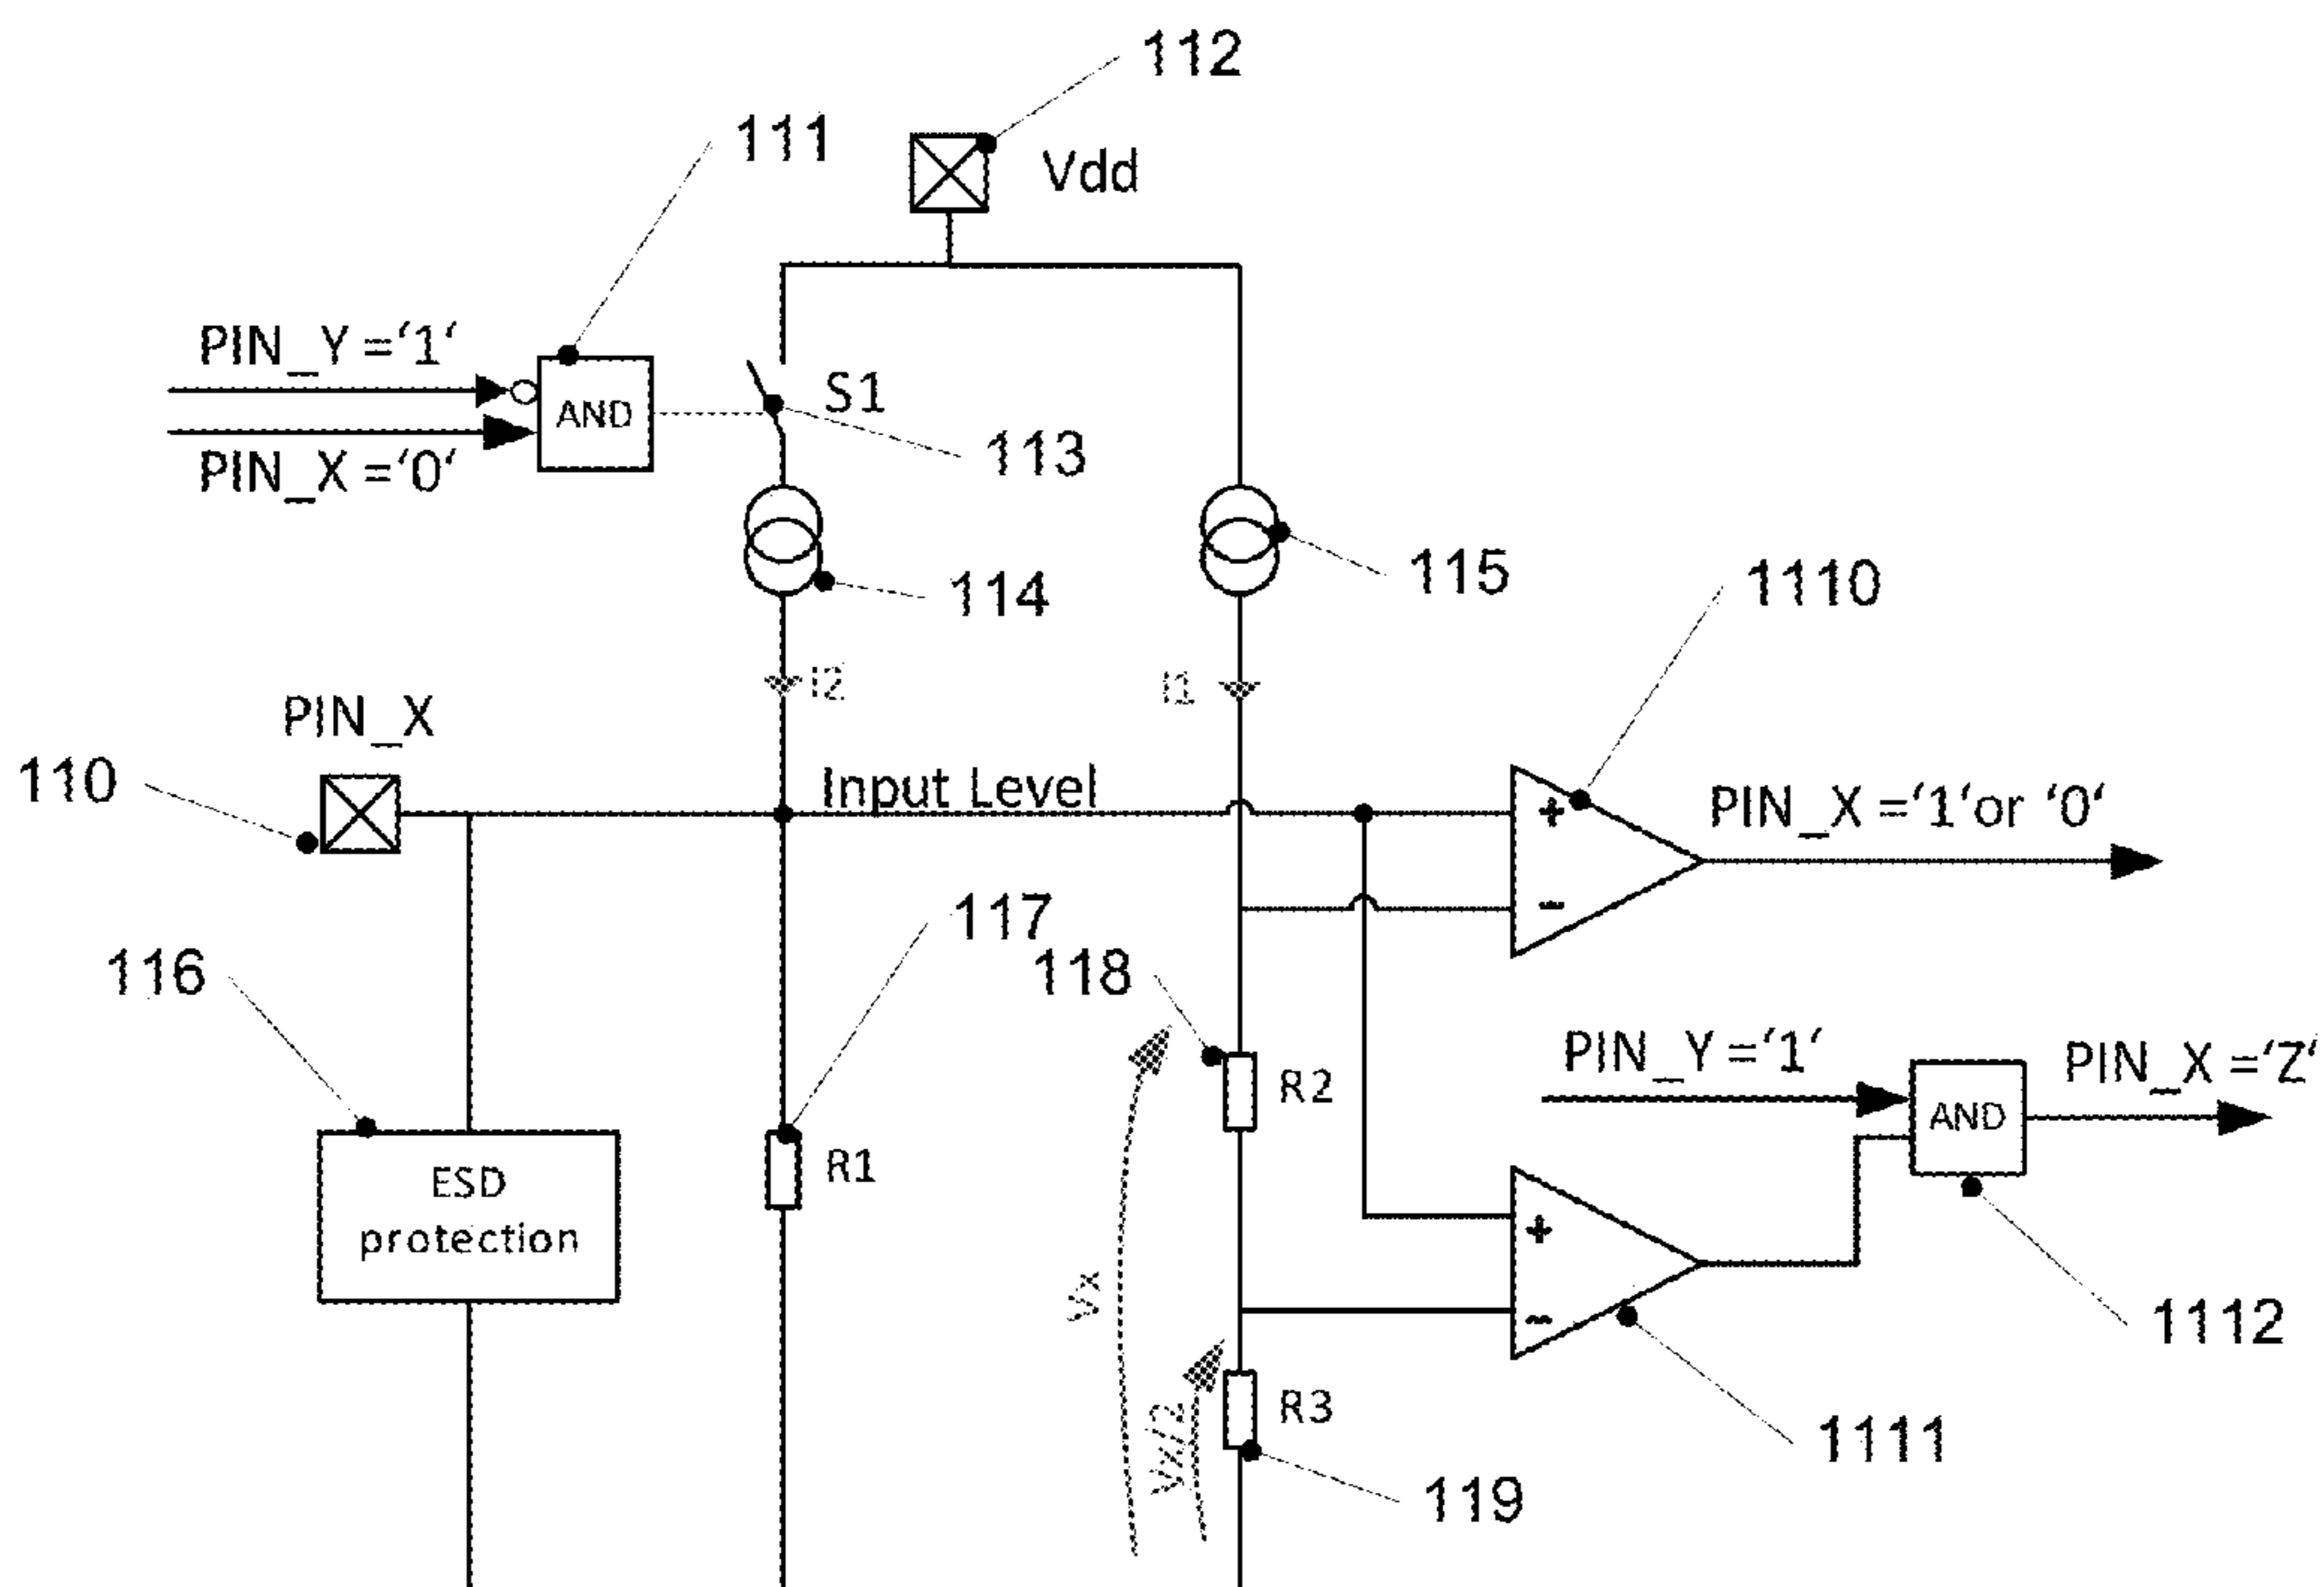 112
111
Vdd
PIN_Y =‘1‘
S1
AND
PIN_X =‘0‘
113
114
115
1110
I2
I1
PIN_X
110
Input Level
+
PIN_X =‘1‘or ‘0‘
-
117
118
116
PIN_Y =‘1‘
PIN_X =‘Z‘
R2
AND
R1
ESD
protection
+
Vx
-
1112
Vx/2
R3
1111
119